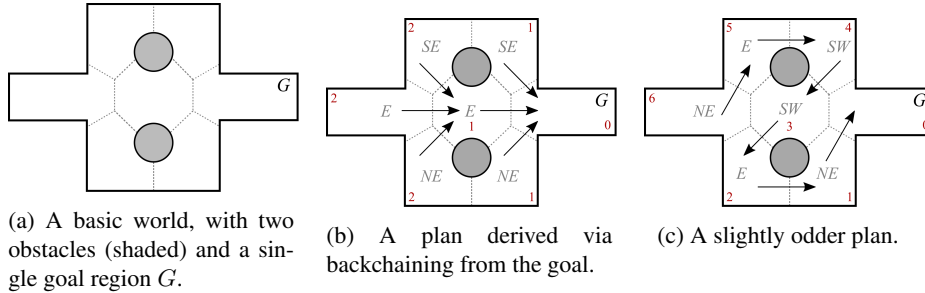 G
(a) A basic world, with two
obstacles (shaded) and a sin-
gle goal region G.
2 1
SE SE
2 G
E E
1 0
NE NE
2 1
(b) A plan derived via
backchaining from the goal.
5 4
E SW
6 G
NE SW
3 0
E NE
2 1
(c) A slightly odder plan.